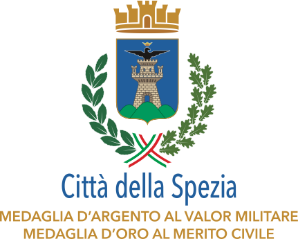 Città della Spezia
MEDAGLIA D'ARGENTO AL VALOR MILITARE
MEDAGLIA D'ORO AL MERITO CIVILE